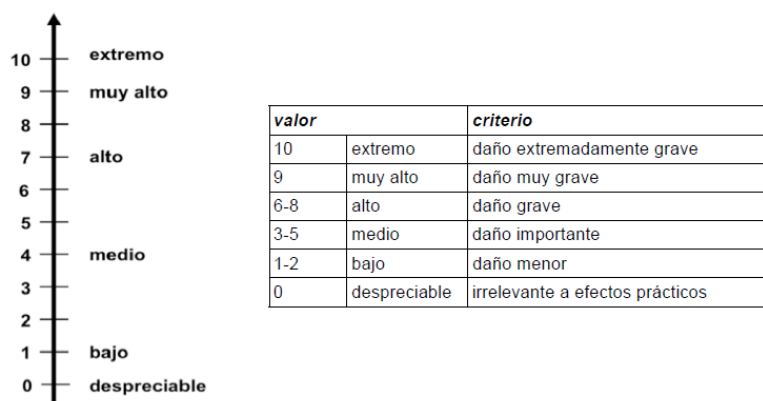 10 extremo
9 muy alto
8
7 alto
6
5
4 medio
3
2
1 bajo
0 despreciable
valor criterio
10 extremo daño extremadamente grave
9 muy alto daño muy grave
6-8 alto daño grave
3-5 medio daño importante
1-2 bajo daño menor
0 despreciable irrelevante a efectos prácticos